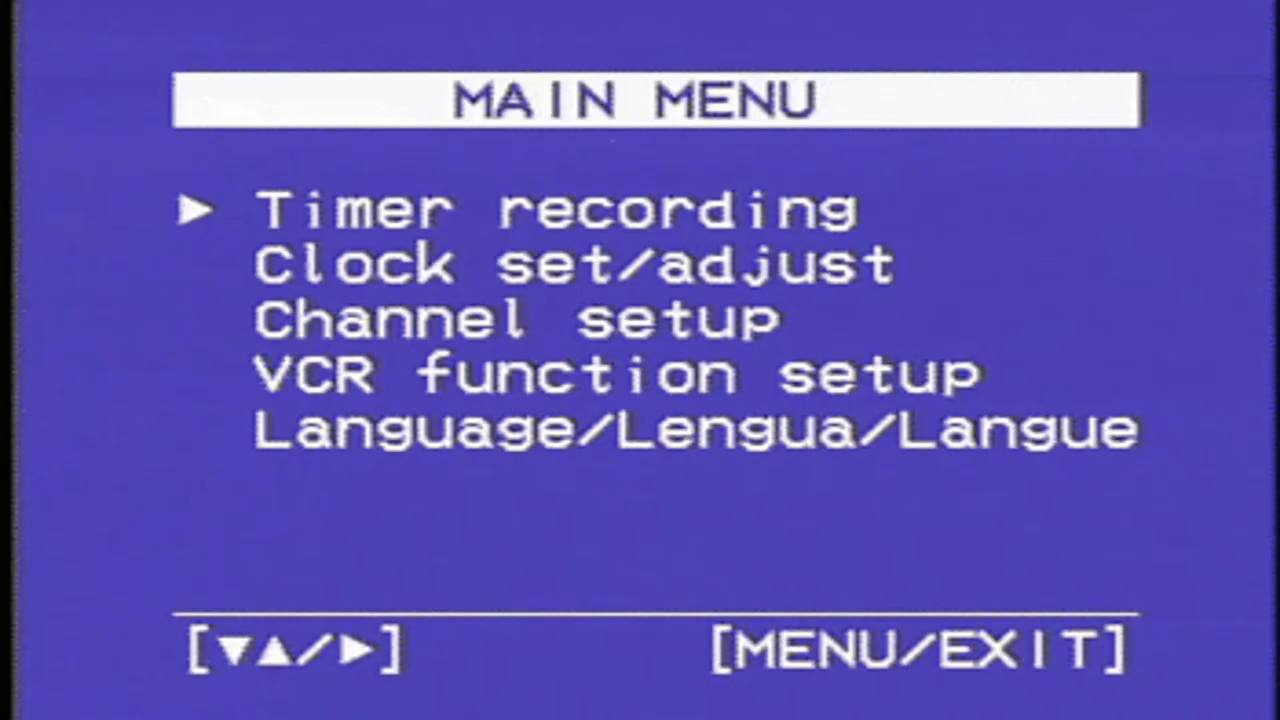 MAIN MENU
► Timer recording
Clock set/adjust
Channel setup
VCR function setup
Language/Lengua/Langue
[▼▲/►] [MENU/EXIT]